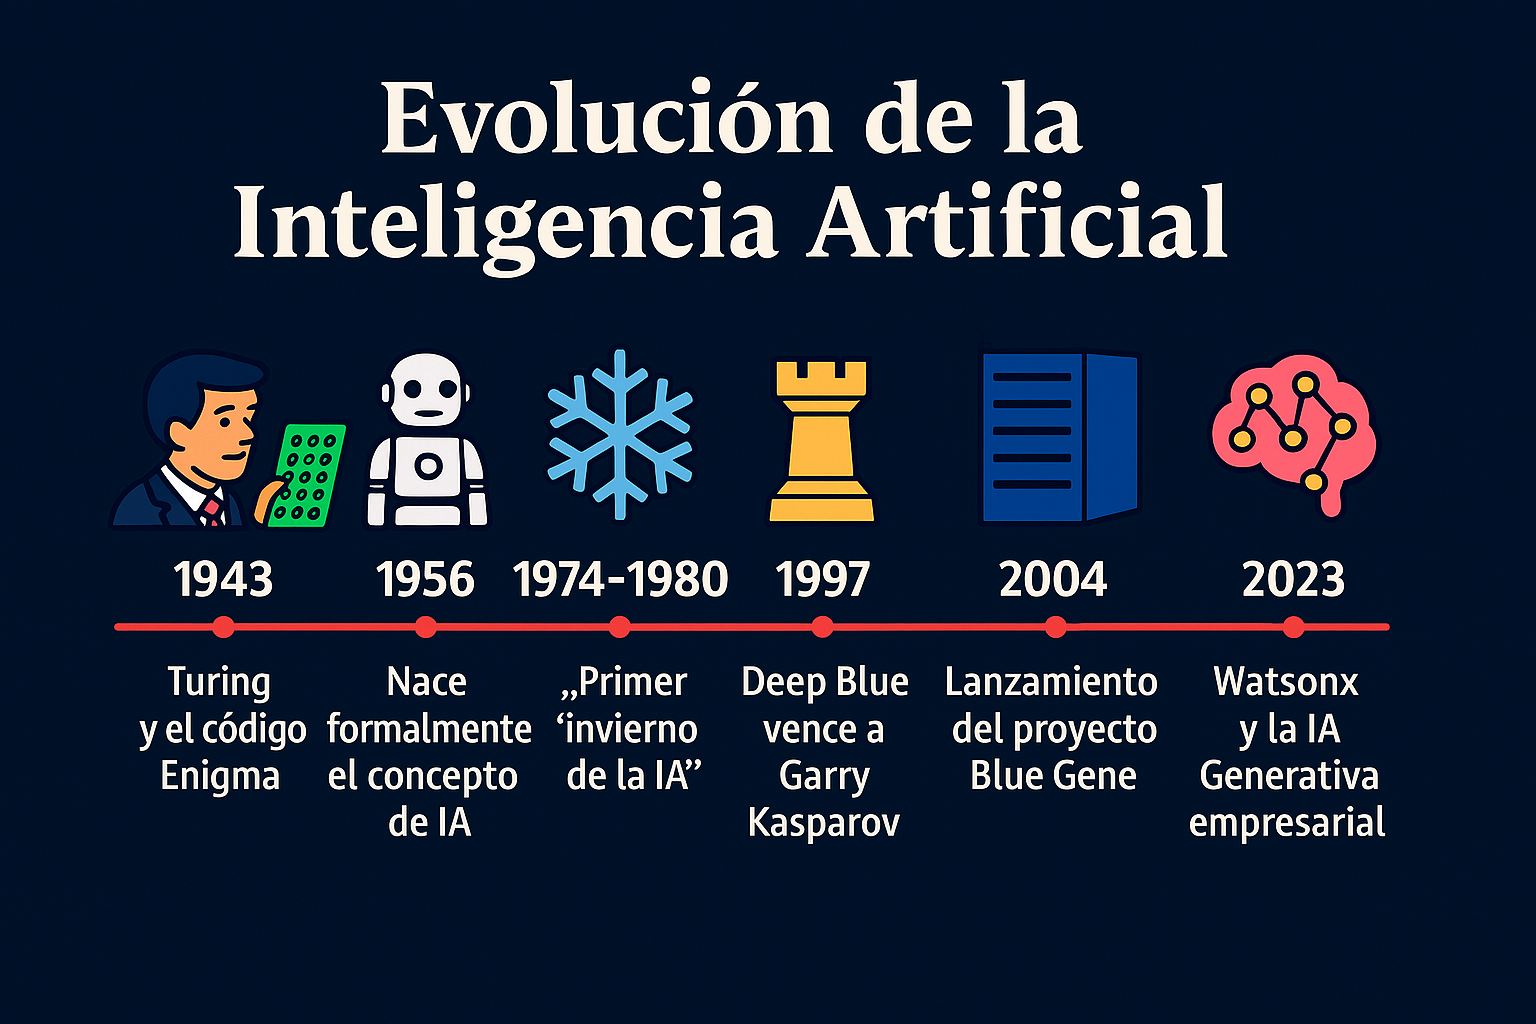 Evolución de la
Inteligencia Artificial
1943
1956
1974-1980
1997
2004
2023
Turing
y el código
Enigma
Nace
formalmente
el concepto
de IA
„Primer
‘invierno
de la IA”
Deep Blue
vence a
Garry
Kasparov
Lanzamiento
del proyecto
Blue Gene
Watsonx
y la IA
Generativa
empresarial